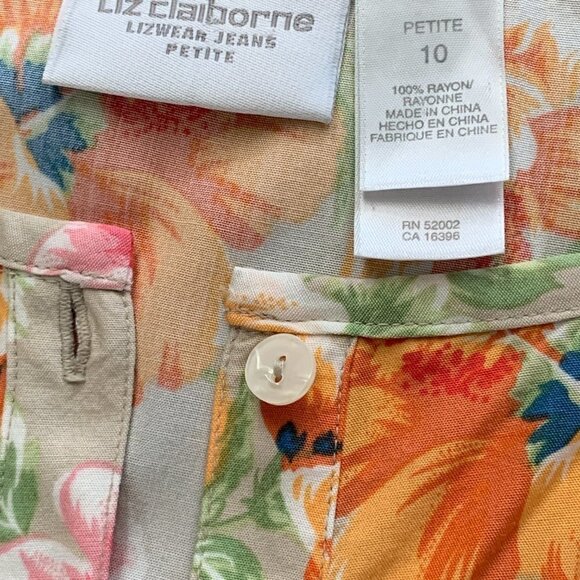 Liz claiborne
LIZWEAR JEANS
PETITE
PETITE
10
100% RAYON/
RAYONNE
MADE IN CHINA
HECHO EN CHINA
FABRIQUE EN CHINE
RN 52002
CA 16396